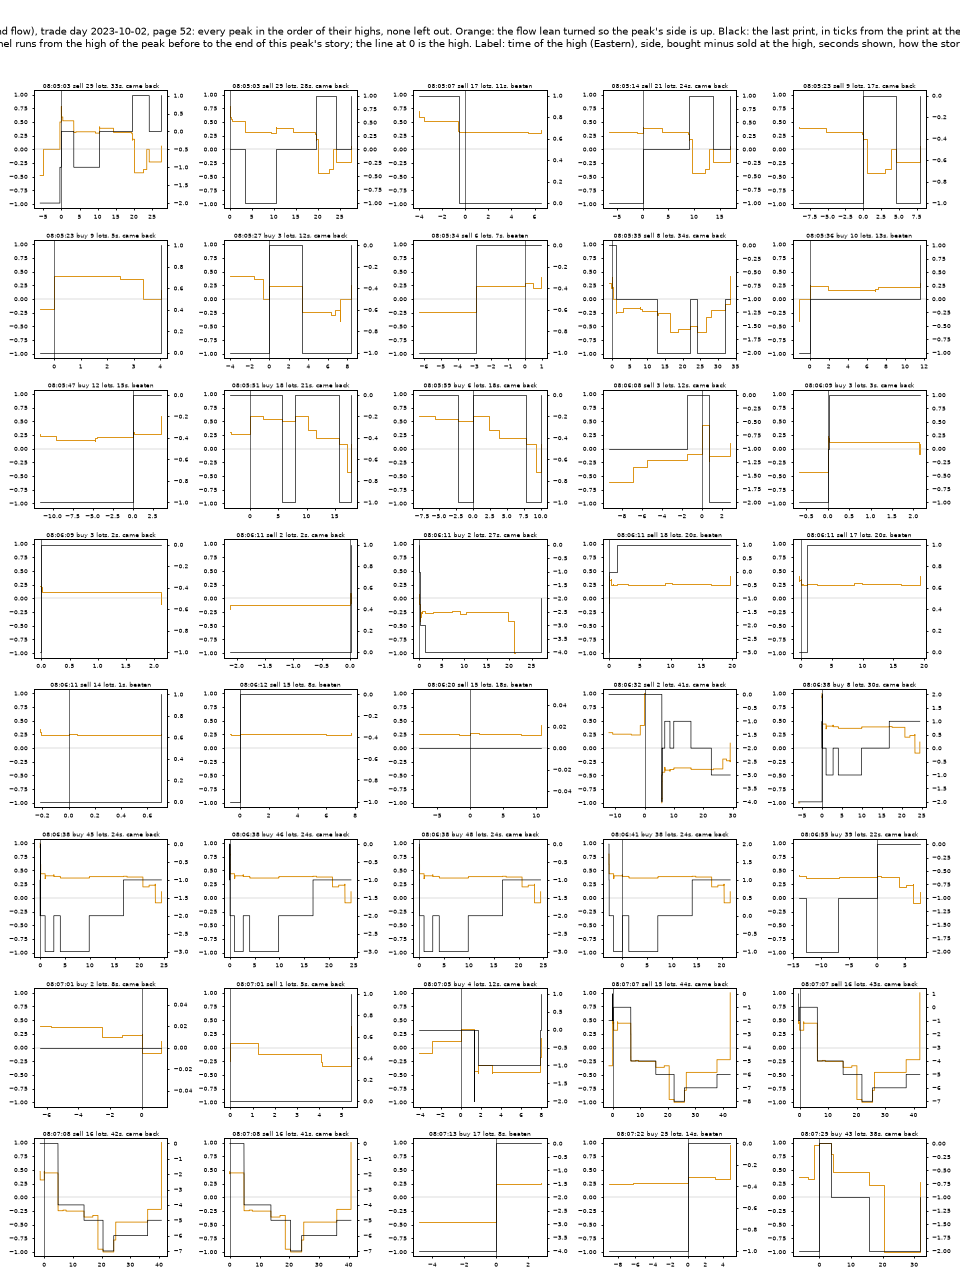 nd flow), trade day 2023-10-02, page 52: every peak in the order of their highs, none left out. Orange: the flow lean turned so the peak's side is up. Black: the last print, in ticks from the print at the
nel runs from the high of the peak before to the end of this peak's story; the line at 0 is the high. Label: time of the high (Eastern), side, bought minus sold at the high, seconds shown, how the stor
08:05:03 sell 29 lots. 33s. came back
08:05:03 sell 29 lots. 28s. came back
08:05:07 sell 17 lots. 11s. beaten
08:05:14 sell 21 lots. 24s. came back
08:05:23 sell 9 lots. 17s. came back
08:05:23 buy 9 lots. 5s. came back
08:05:27 buy 3 lots. 12s. came back
08:05:34 sell 6 lots. 7s. beaten
08:05:35 sell 8 lots. 34s. came back
08:05:36 buy 10 lots. 13s. came back
08:05:47 buy 12 lots. 15s. beaten
08:05:51 buy 18 lots. 21s. came back
08:05:55 buy 6 lots. 18s. came back
08:06:08 sell 3 lots. 12s. came back
08:06:09 buy 3 lots. 3s. came back
08:06:09 buy 3 lots. 2s. came back
08:06:11 sell 2 lots. 2s. came back
08:06:11 buy 2 lots. 27s. came back
08:06:11 sell 18 lots. 20s. beaten
08:06:11 sell 17 lots. 20s. beaten
08:06:11 sell 14 lots. 1s. beaten
08:06:12 sell 15 lots. 8s. beaten
08:06:20 sell 15 lots. 18s. beaten
08:06:32 sell 2 lots. 41s. came back
08:06:38 buy 8 lots. 30s. came back
08:06:38 buy 45 lots. 24s. came back
08:06:38 buy 46 lots. 24s. came back
08:06:38 buy 48 lots. 24s. came back
08:06:41 buy 38 lots. 24s. came back
08:06:55 buy 39 lots. 22s. came back
08:07:01 buy 2 lots. 8s. came back
08:07:01 sell 1 lots. 5s. came back
08:07:05 buy 4 lots. 12s. came back
08:07:07 sell 15 lots. 44s. came back
08:07:07 sell 16 lots. 43s. came back
08:07:08 sell 16 lots. 42s. came back
08:07:08 sell 16 lots. 41s. came back
08:07:13 buy 17 lots. 8s. beaten
08:07:22 buy 25 lots. 14s. beaten
08:07:25 buy 43 lots. 38s. came back